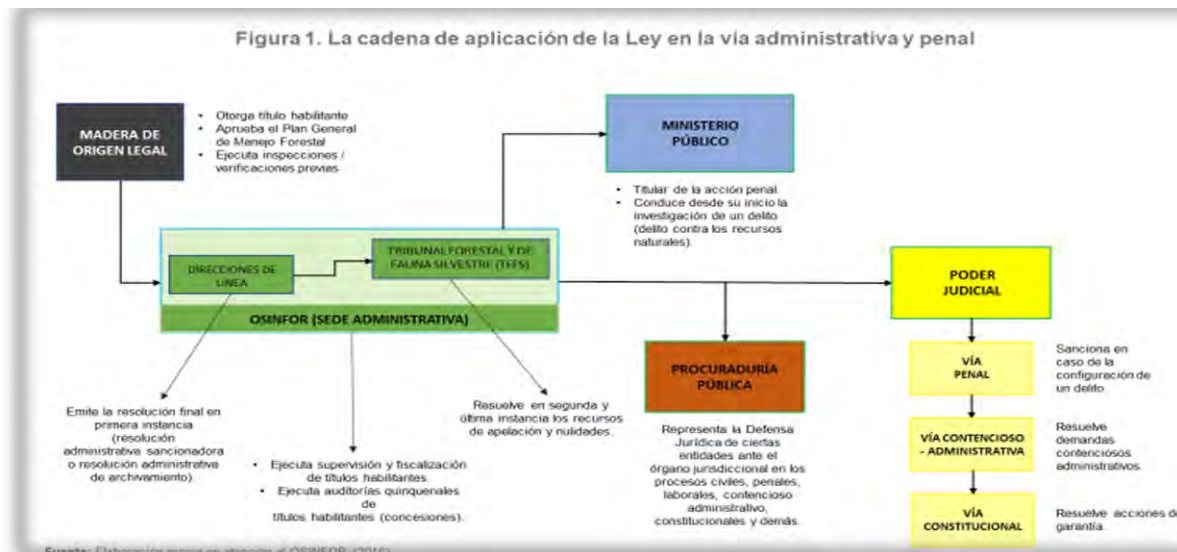 Figura 1. La cadena de aplicación de la Ley en la vía administrativa y penal
MADERA DE
ORIGEN LEGAL
• Otorga título habilitante
• Aprueba el Plan General
de Manejo Forestal
• Ejecuta inspecciones /
verificaciones previas
MINISTERIO
PÚBLICO
• Titular de la acción penal.
• Conduce desde su inicio la
investigación de un delito
(delito contra los recursos
naturales).
DIRECCIONES DE
LINEA
TRIBUNAL FORESTAL Y DE
FAUNA SILVESTRE (TFFS)
OSINFOR (SEDE ADMINISTRATIVA)
PODER
JUDICIAL
PROCURADURÍA
PÚBLICA
VÍA
PENAL
Sanciona en
caso de la
configuración de
un delito
Emite la resolución final en
primera instancia
(resolución
administrativa sancionadora
o resolución administrativa
de archivamiento).
Resuelve en segunda y
última instancia los recursos
de apelación y nulidades.
• Ejecuta supervisión y fiscalización
de títulos habilitantes.
• Ejecuta auditorías quinquenales
de
títulos habilitantes (concesiones).
Representa la Defensa
Jurídica de ciertas
entidades ante el
órgano jurisdiccional en los
procesos civiles, penales,
laborales, contencioso
administrativo,
constitucionales y demás
VÍA CONTENCIOSO
- ADMINISTRATIVA
Resuelve
demandas
contenciosos
administrativos.
VÍA
CONSTITUCIONAL
Resuelve acciones de
garantía.
Fuente: Elaboración OSINFOR (2016)